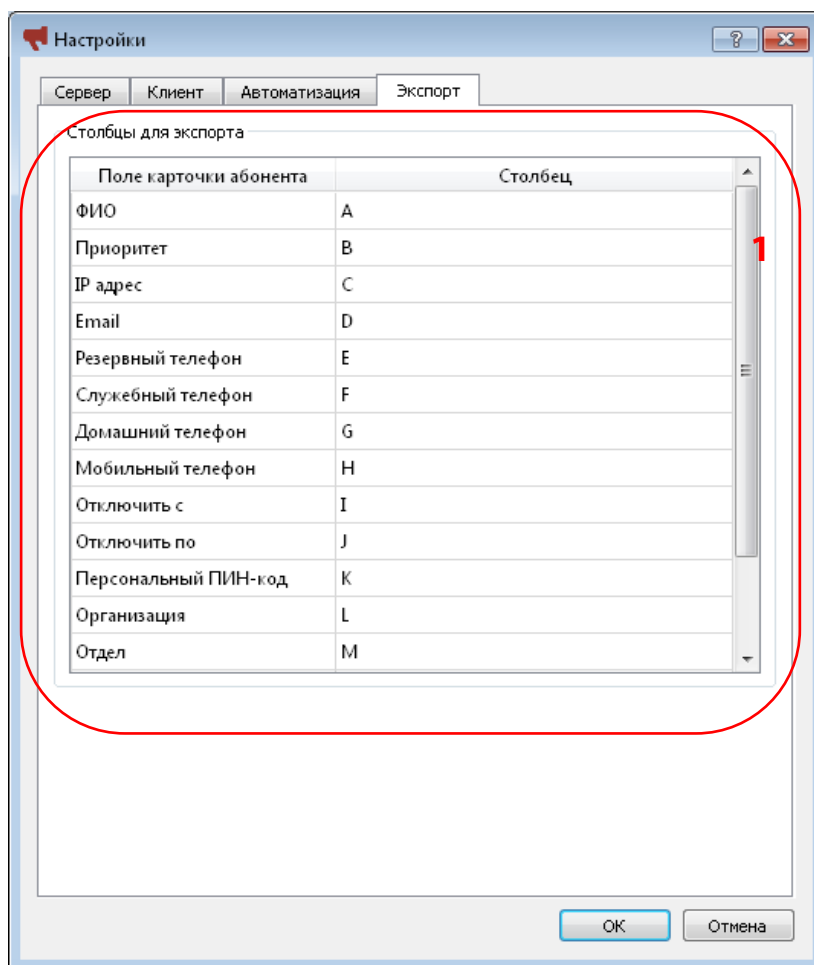 Настройки
Сервер Клиент Автоматизация Экспорт
Столбцы для экспорта
Поле карточки абонента Столбец
ФИО A
1
Приоритет B
IP адрес C
Email D
Резервный телефон E
Служебный телефон F
Домашний телефон G
Мобильный телефон H
Отключить с I
Отключить по J
Персональный ПИН-код K
Организация L
Отдел M
ОК Отмена